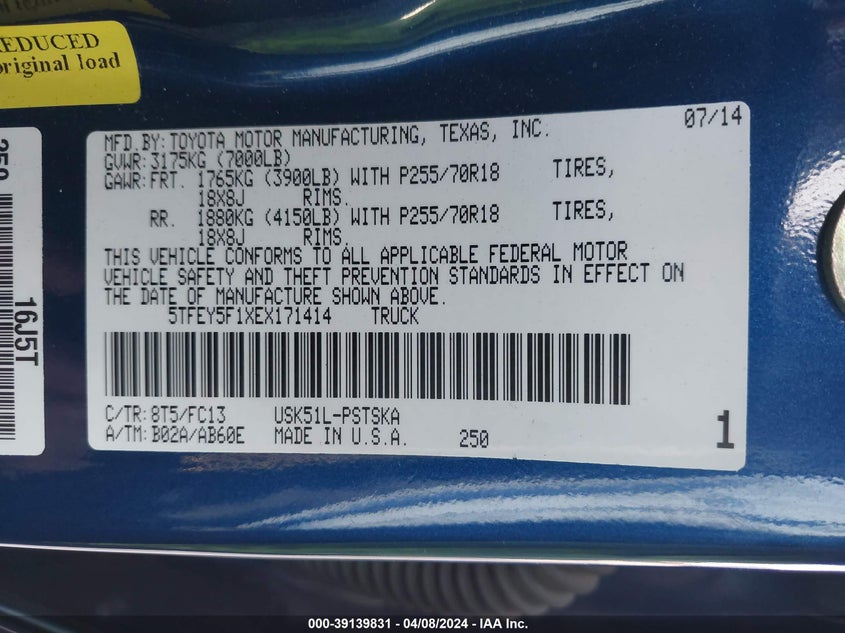 REDUCED
original load
250
16J5T
07/14
MFD.BY: TOYOTA MOTOR MANUFACTURING, TEXAS, INC.
GVWR: 3175KG (7000LB)
GAWR: FRT. 1765KG (3900LB) WITH P255/70R18 TIRES,
18X8J RIMS.
RR. 1880KG (4150LB) WITH P255/70R18 TIRES,
18X8J RIMS.
THIS VEHICLE CONFORMS TO ALL APPLICABLE FEDERAL MOTOR
VEHICLE SAFETY AND THEFT PREVENTION STANDARDS IN EFFECT ON
THE DATE OF MANUFACTURE SHOWN ABOVE.
5TFEY5F1XEX171414 TRUCK
C/TR: 8T5/FC13 USK51L-PSTSKA
A/TM: B02A/AB60E MADE IN U.S.A. 250
1
000-39139831 - 04/08/2024 - IAA Inc.